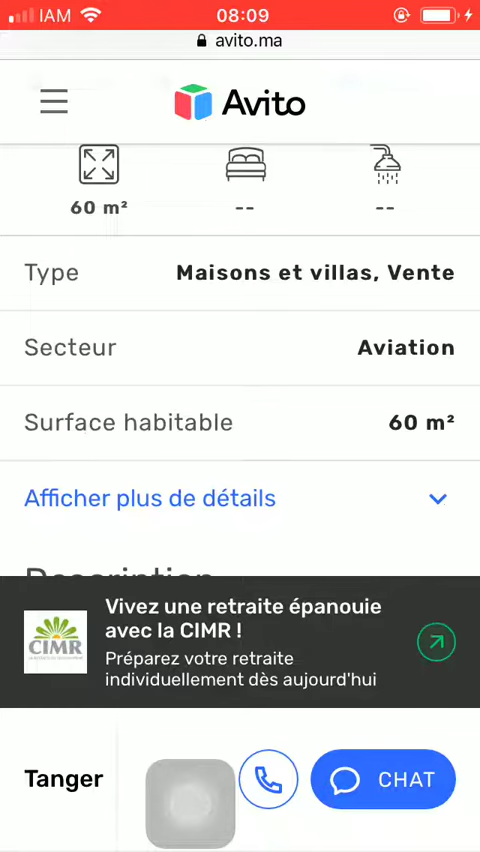 IAM 08:09
avito.ma
Avito
60 m² -- --
Type Maisons et villas, Vente
Secteur Aviation
Surface habitable 60 m²
Afficher plus de détails
Description
Vivez une retraite épanouie
avec la CIMR !
CIMR
Préparez votre retraite
individuellement dès aujourd'hui
Tanger CHAT